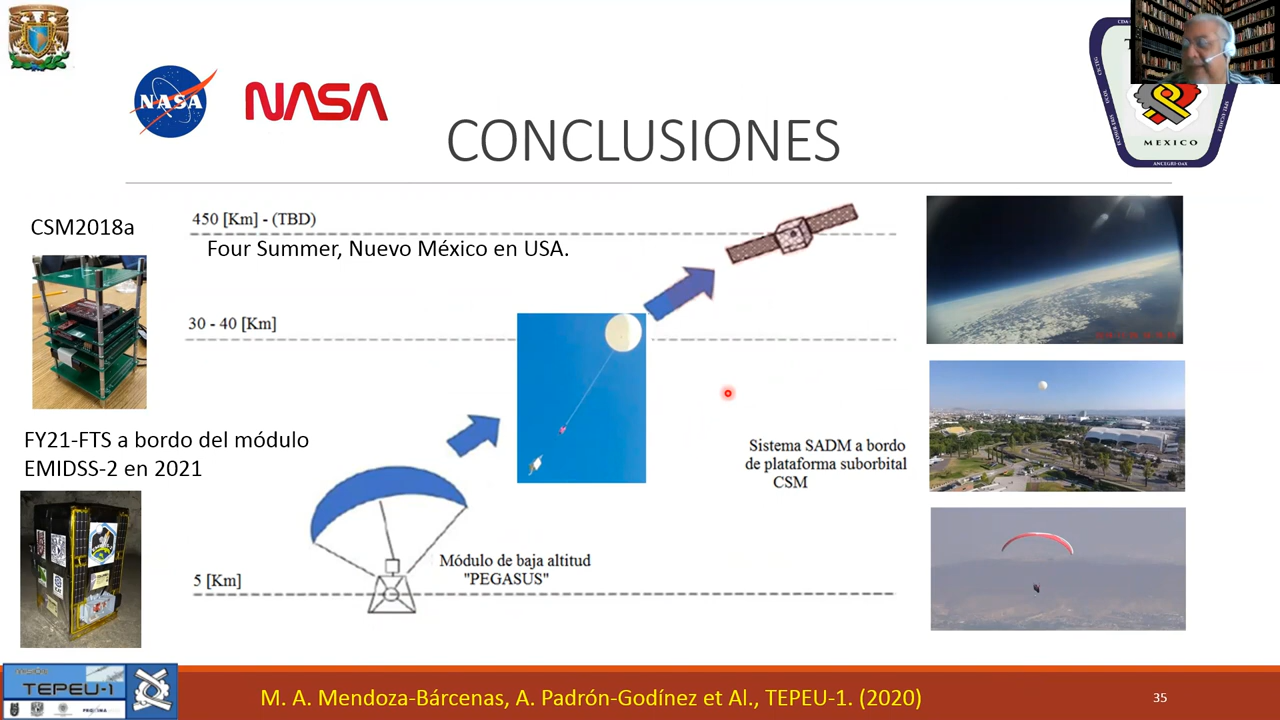 NASA
NASA
CONCLUSIONES
MEXICO
ANCEGRI-OAX
CSM2018a
450 [Km] - (TBD)
Four Summer, Nuevo México en USA.
30 - 40 [Km]
FY21-FTS a bordo del módulo
EMIDSS-2 en 2021
Sistema SADM a bordo
de plataforma suborbital
CSM
Módulo de baja altitud
"PEGASUS"
5 [Km]
TEPEU-1
M. A. Mendoza-Bárcenas, A. Padrón-Godínez et Al., TEPEU-1. (2020)
35